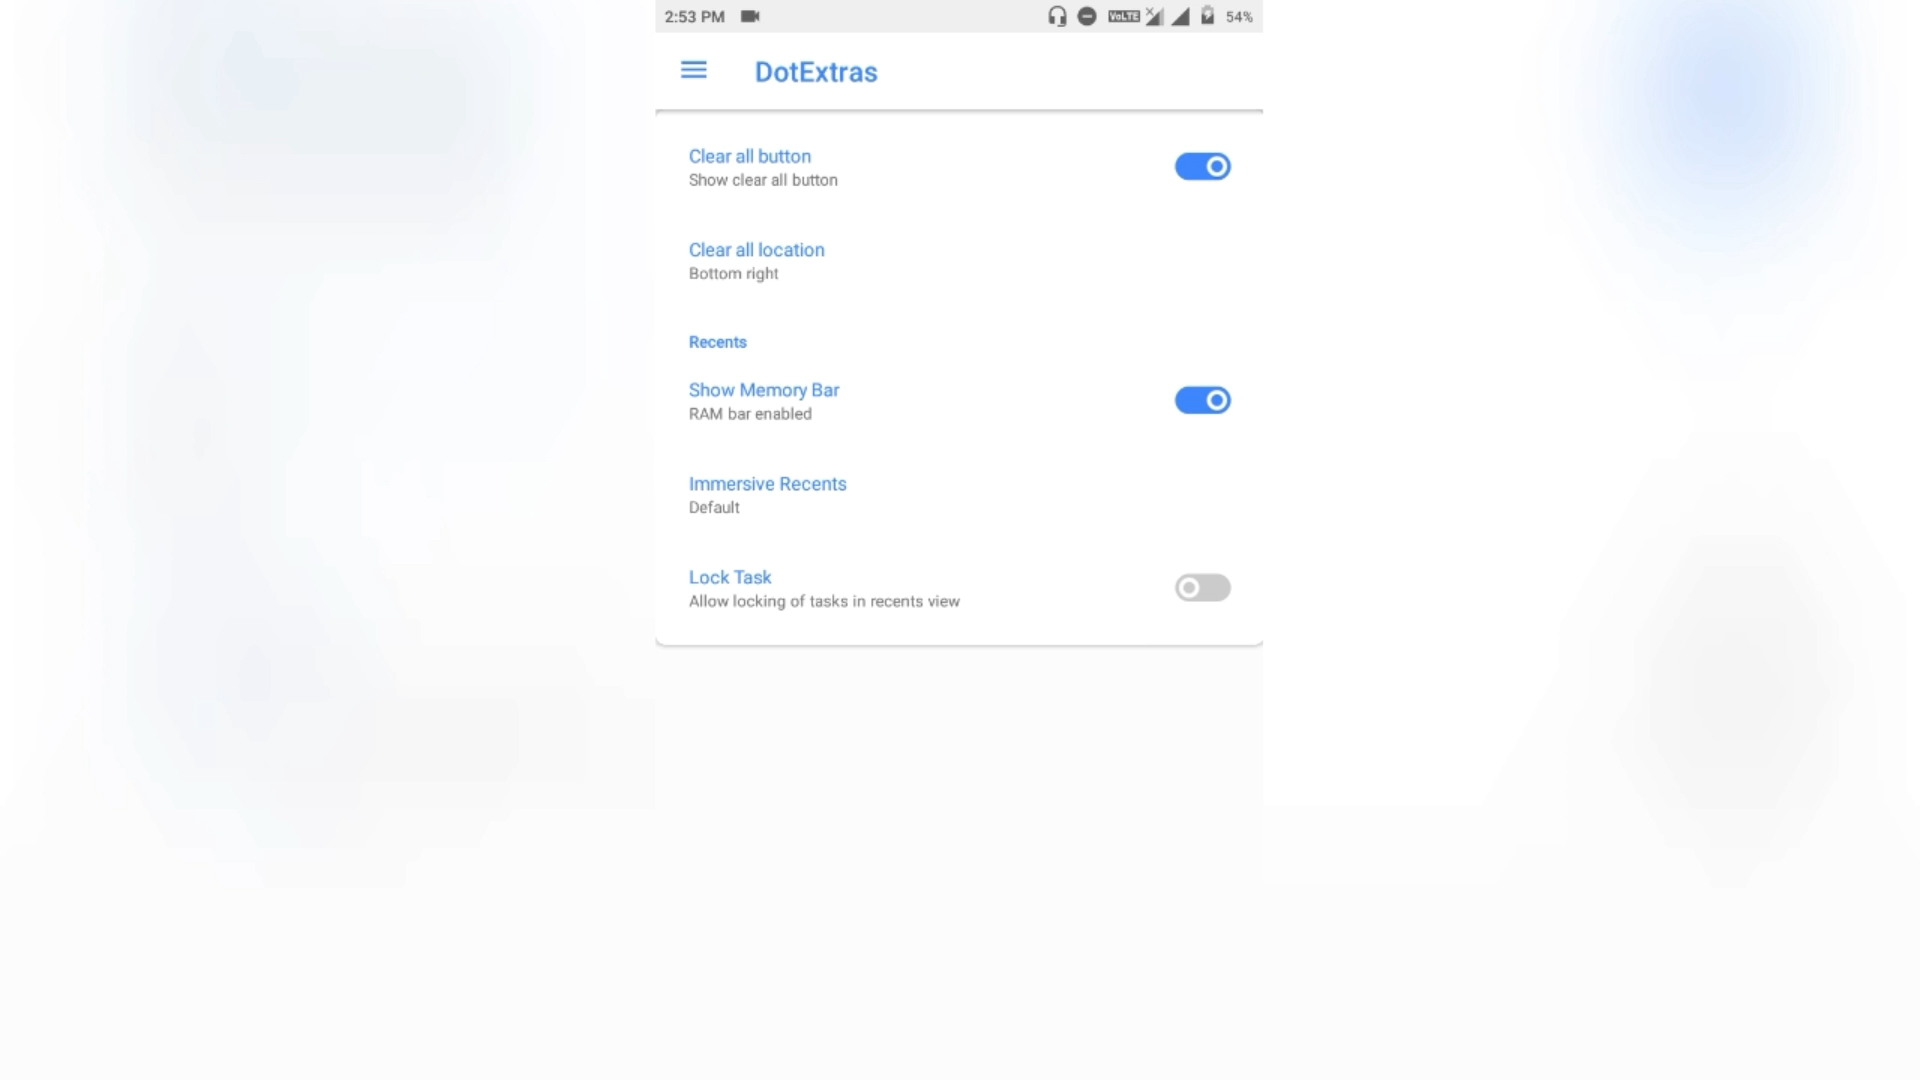 2:53 PM VoLTE 54%
DotExtras
Clear all button
Show clear all button
Clear all location
Bottom right
Recents
Show Memory Bar
RAM bar enabled
Immersive Recents
Default
Lock Task
Allow locking of tasks in recents view